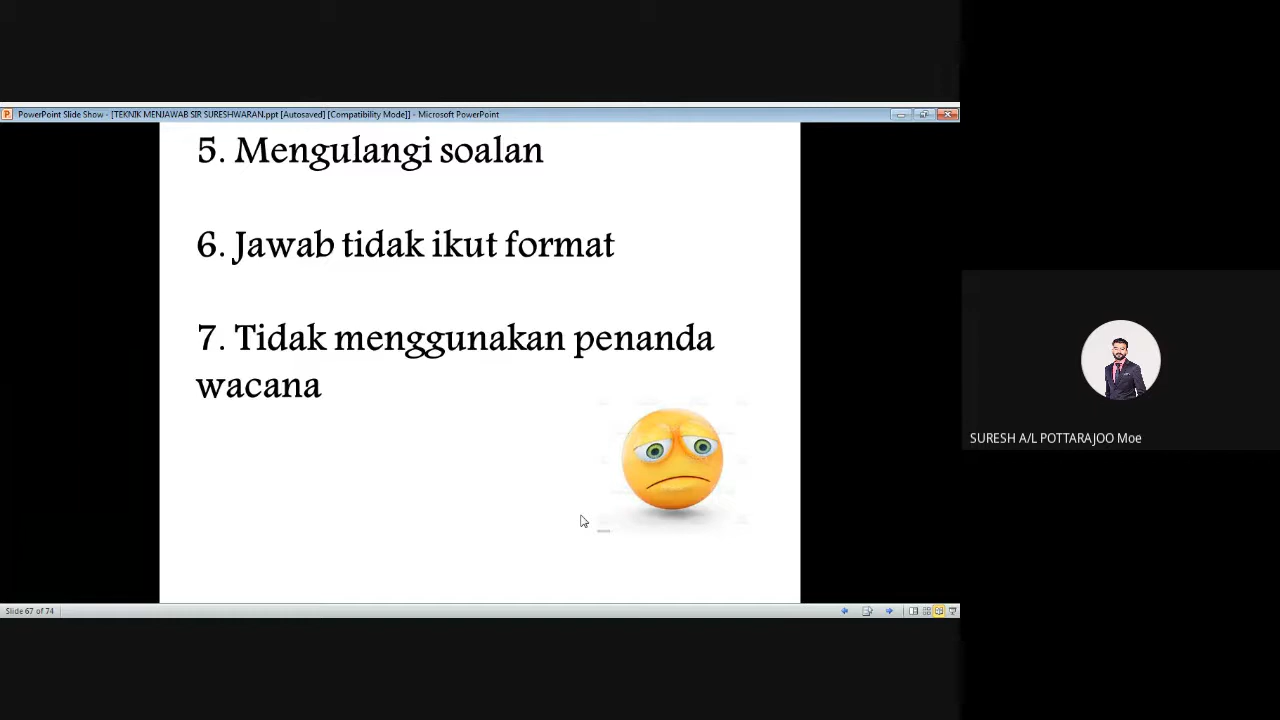 PowerPoint Slide Show - [TEKNIK MENJAWAB SIR SURESHWARAN.ppt [Autosaved] [Compatibility Mode]] - Microsoft PowerPoint
5. Mengulangi soalan
6. Jawab tidak ikut format
7. Tidak menggunakan penanda
wacana
SURESH A/L POTTARAJOO Moe
Slide 67 of 74